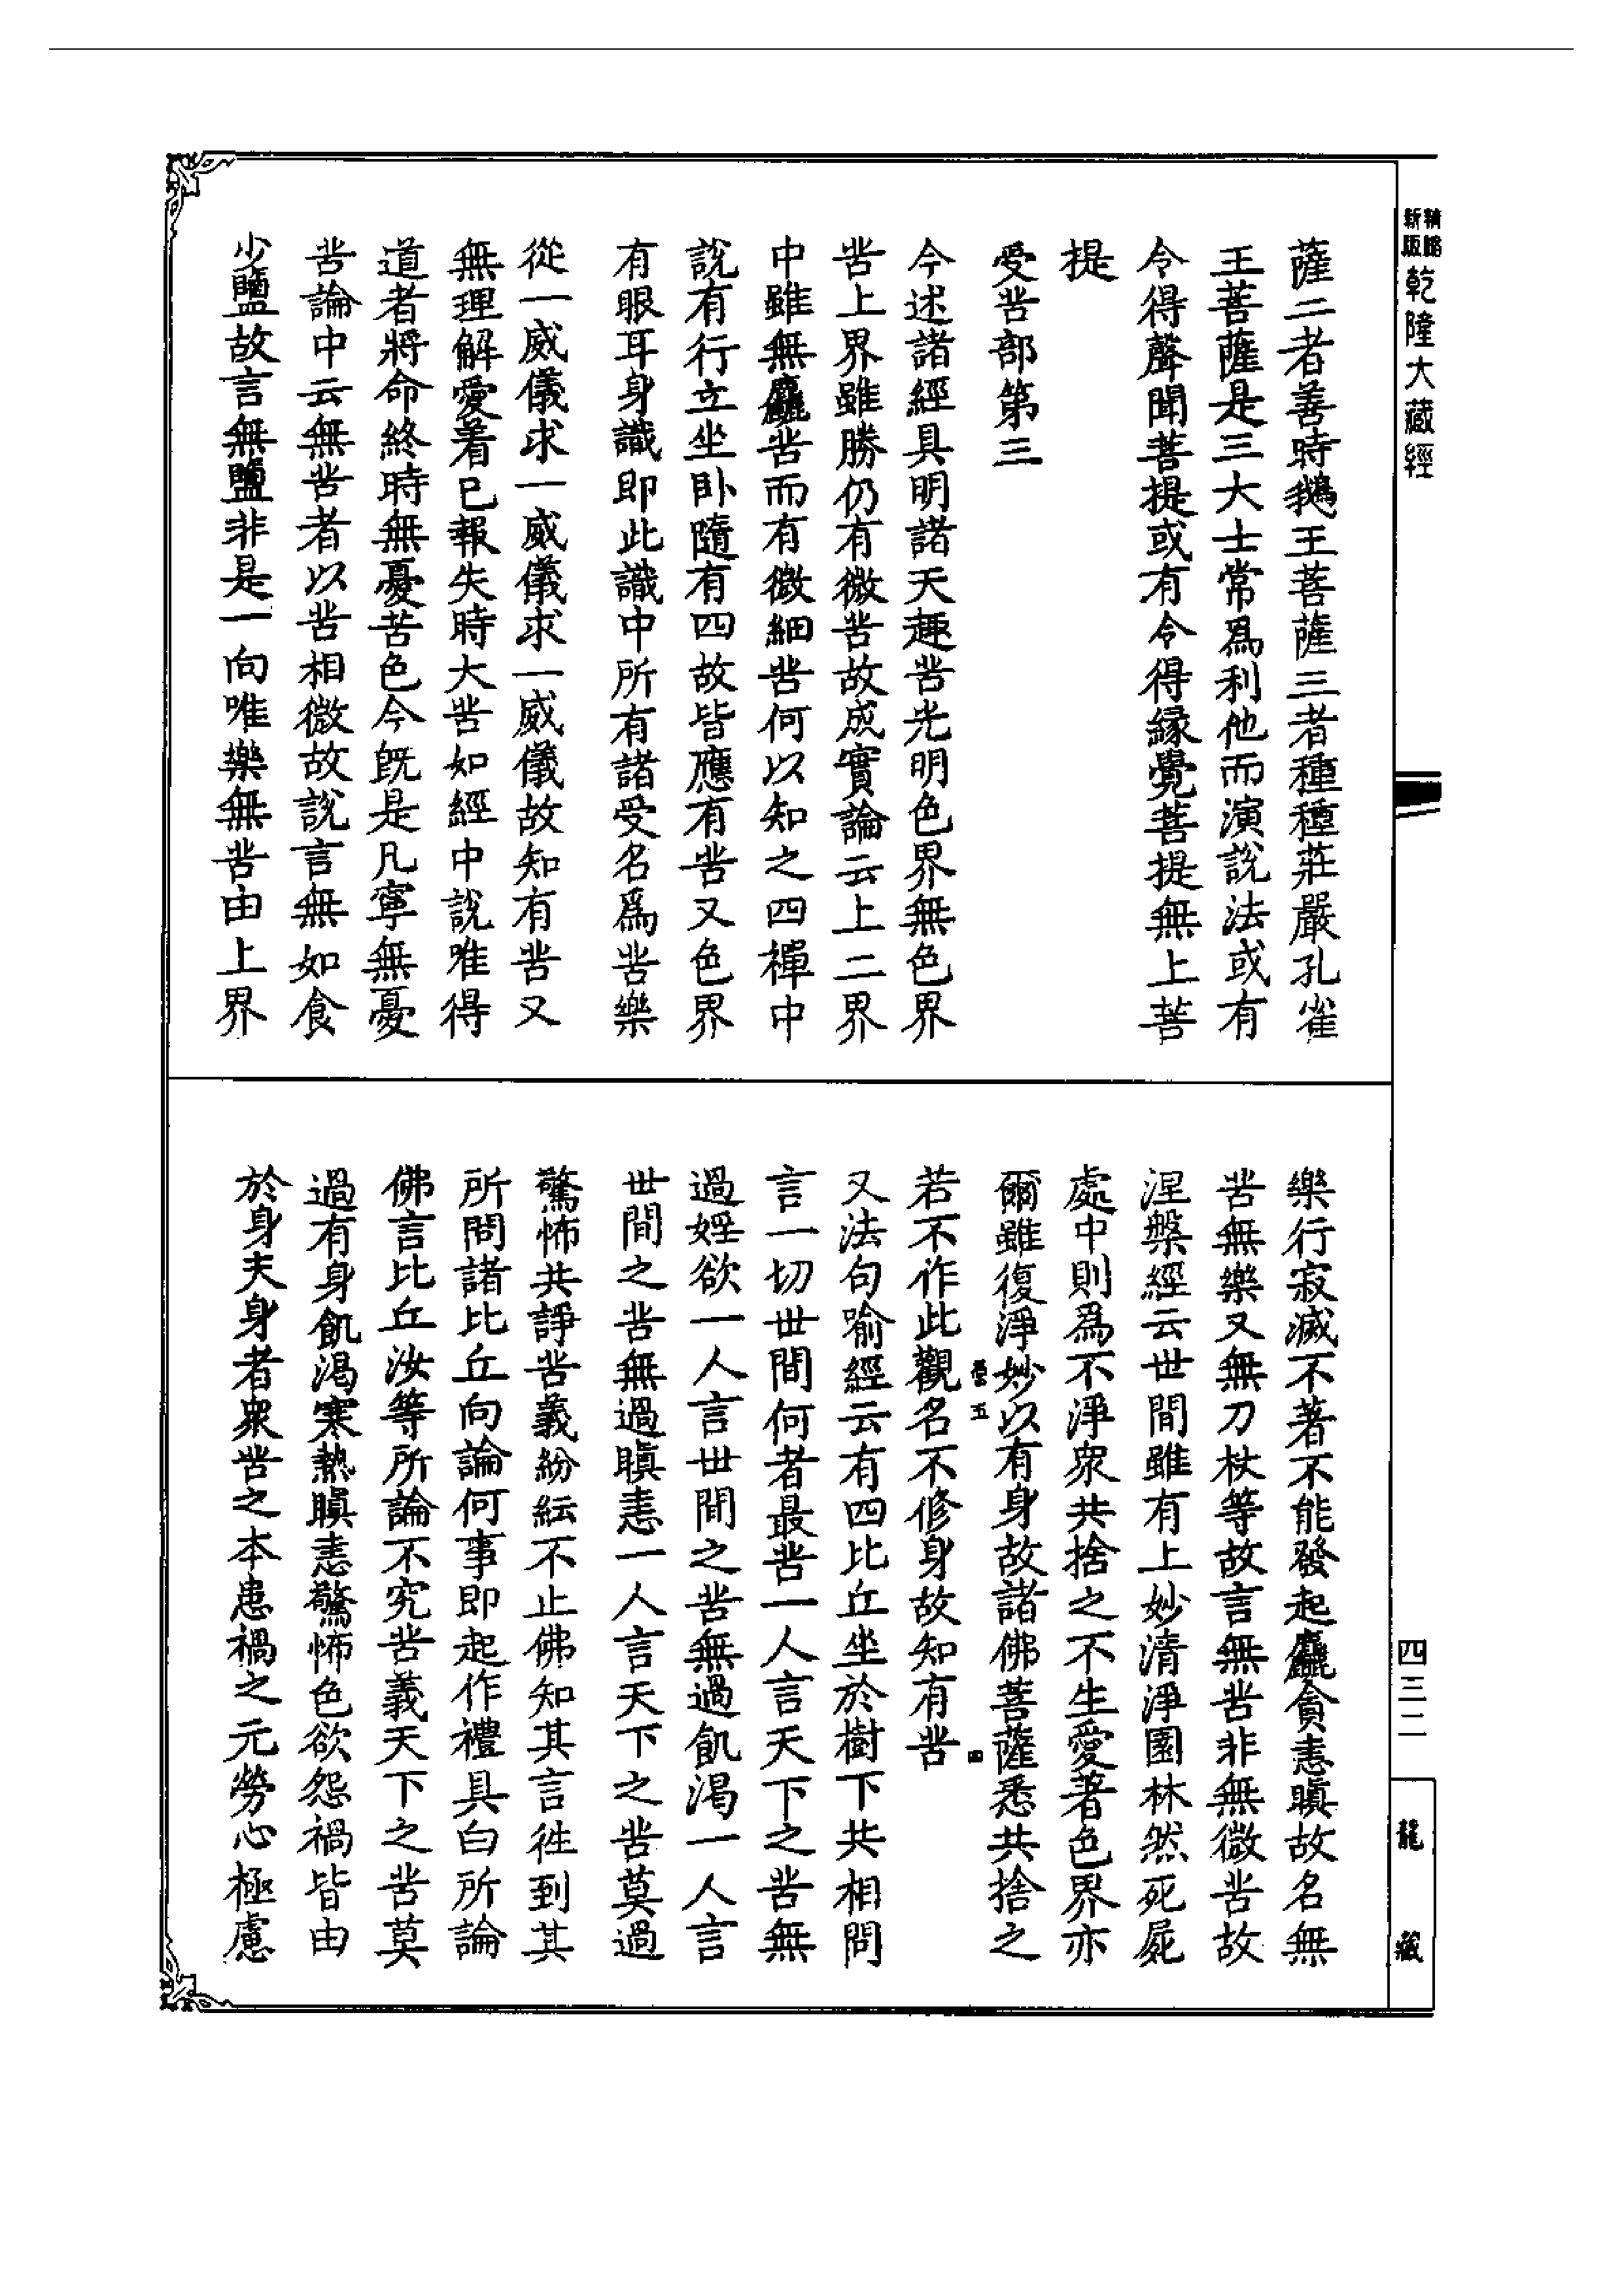 乾隆大藏經
薩二者善時鵝王菩薩三者種種莊嚴孔雀
王菩薩是三大士常爲利他而演說法或有
令得聲聞菩提或有令得緣覺菩提無上菩
提
受苦部第三
今述諸經具明諸天趣苦光明色界無色界
苦上界雖勝仍有微苦故成實論云上二界
中雖無麤苦而有微細苦何以知之四禪中
說有行立坐臥隨有四故皆應有苦又色界
有眼耳身識即此識中所有諸受名爲苦樂
從一威儀求一威儀求一威儀故知有苦又
無理解愛着已報失時大苦如經中說唯得
道者將命終時無憂苦色今旣是凡寧無憂
苦論中云無苦者以苦相微故說言無如食
少鹽故言無鹽非是一向唯樂無苦由上界
樂行寂滅不著不能發起麤貪恚瞋故名無
苦無樂又無刀杖等故言無苦非無微苦故
涅槃經云世間雖有上妙清淨園林然死屍
處中則爲不淨衆共捨之不生愛著色界亦
爾雖復淨妙以有身故諸佛菩薩悉共捨之
若不作此觀名不修身故知有苦
又法句喻經云有四比丘坐於樹下共相問
言一切世間何者最苦一人言天下之苦無
過婬欲一人言世間之苦無過飢渴一人言
世間之苦無過瞋恚一人言天下之苦莫過
驚怖共諍苦義紛紜不止佛知其言往到其
所問諸比丘向論何事即起作禮具白所論
佛言比丘汝等所論不究苦義天下之苦莫
過有身飢渴寒熱瞋恚驚怖色欲怨禍皆由
於身夫身者衆苦之本患禍之元勞心極慮
四三二
龍藏